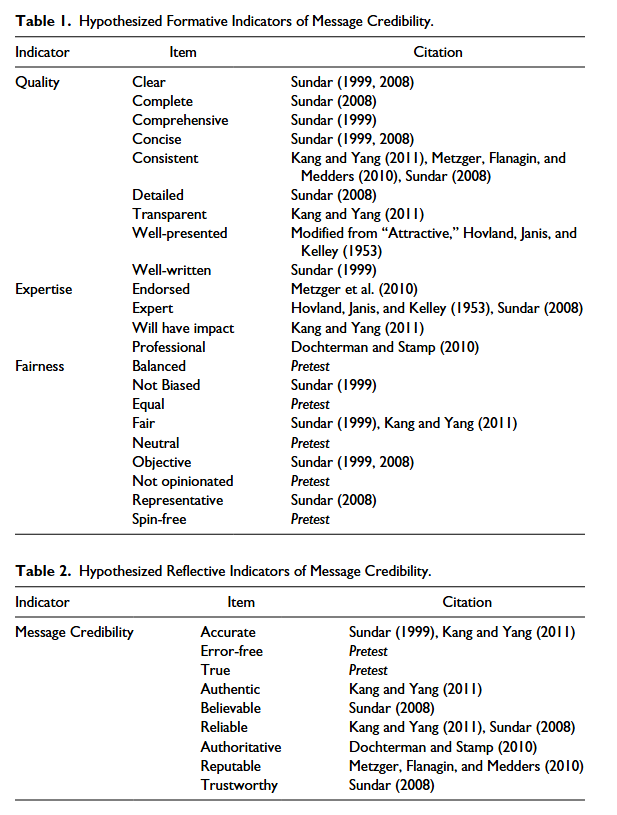 Table 1. Hypothesized Formative Indicators of Message Credibility.
Indicator Item Citation
Quality Clear Sundar (1999, 2008)
Complete Sundar (2008)
Comprehensive Sundar (1999)
Concise Sundar (1999, 2008)
Consistent Kang and Yang (2011), Metzger, Flanagin, and
Medders (2010), Sundar (2008)
Detailed Sundar (2008)
Transparent Kang and Yang (2011)
Well-presented Modified from “Attractive,” Hovland, Janis, and
Kelley (1953)
Well-written Sundar (1999)
Expertise Endorsed Metzger et al. (2010)
Expert Hovland, Janis, and Kelley (1953), Sundar (2008)
Will have impact Kang and Yang (2011)
Professional Dochterman and Stamp (2010)
Fairness Balanced Pretest
Not Biased Sundar (1999)
Equal Pretest
Fair Sundar (1999), Kang and Yang (2011)
Neutral Pretest
Objective Sundar (1999, 2008)
Not opinionated Pretest
Representative Sundar (2008)
Spin-free Pretest
Table 2. Hypothesized Reflective Indicators of Message Credibility.
Indicator Item Citation
Message Credibility Accurate Sundar (1999), Kang and Yang (2011)
Error-free Pretest
True Pretest
Authentic Kang and Yang (2011)
Believable Sundar (2008)
Reliable Kang and Yang (2011), Sundar (2008)
Authoritative Dochterman and Stamp (2010)
Reputable Metzger, Flanagin, and Medders (2010)
Trustworthy Sundar (2008)